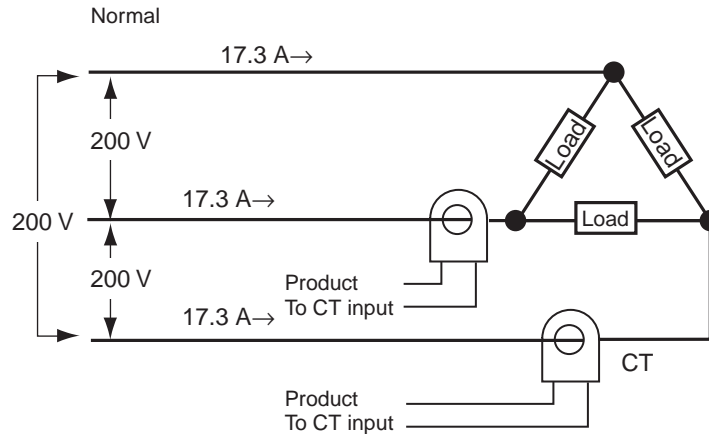 Normal
17.3 A→
Load
Load
200 V
17.3 A→
200 V
Load
200 V
Product
To CT input
17.3 A→
CT
Product
To CT input